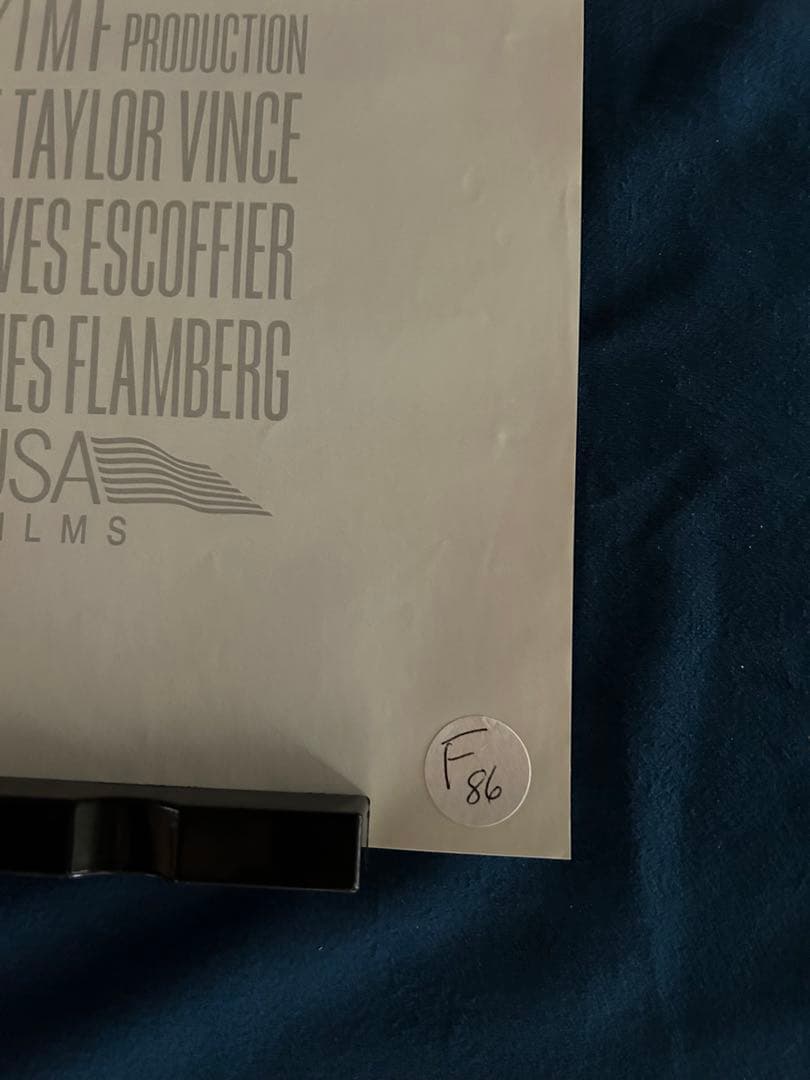 PRODUCTION
TAYLOR VINCE
VES ESCOFFIER
ES FLAMBERG
USA
ILMS
F
86